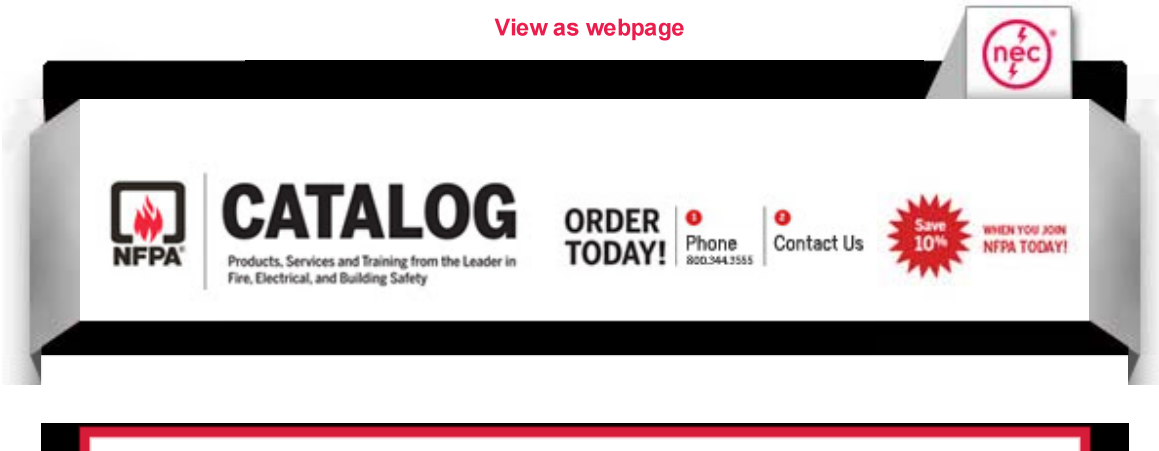 View as webpage
nec®
NFPA®
CATALOG
Products, Services and Training from the Leader in
Fire, Electrical, and Building Safety
ORDER
TODAY!
1
Phone
800.344.3555
2
Contact Us
Save
10%
WHEN YOU JOIN
NFPA TODAY!